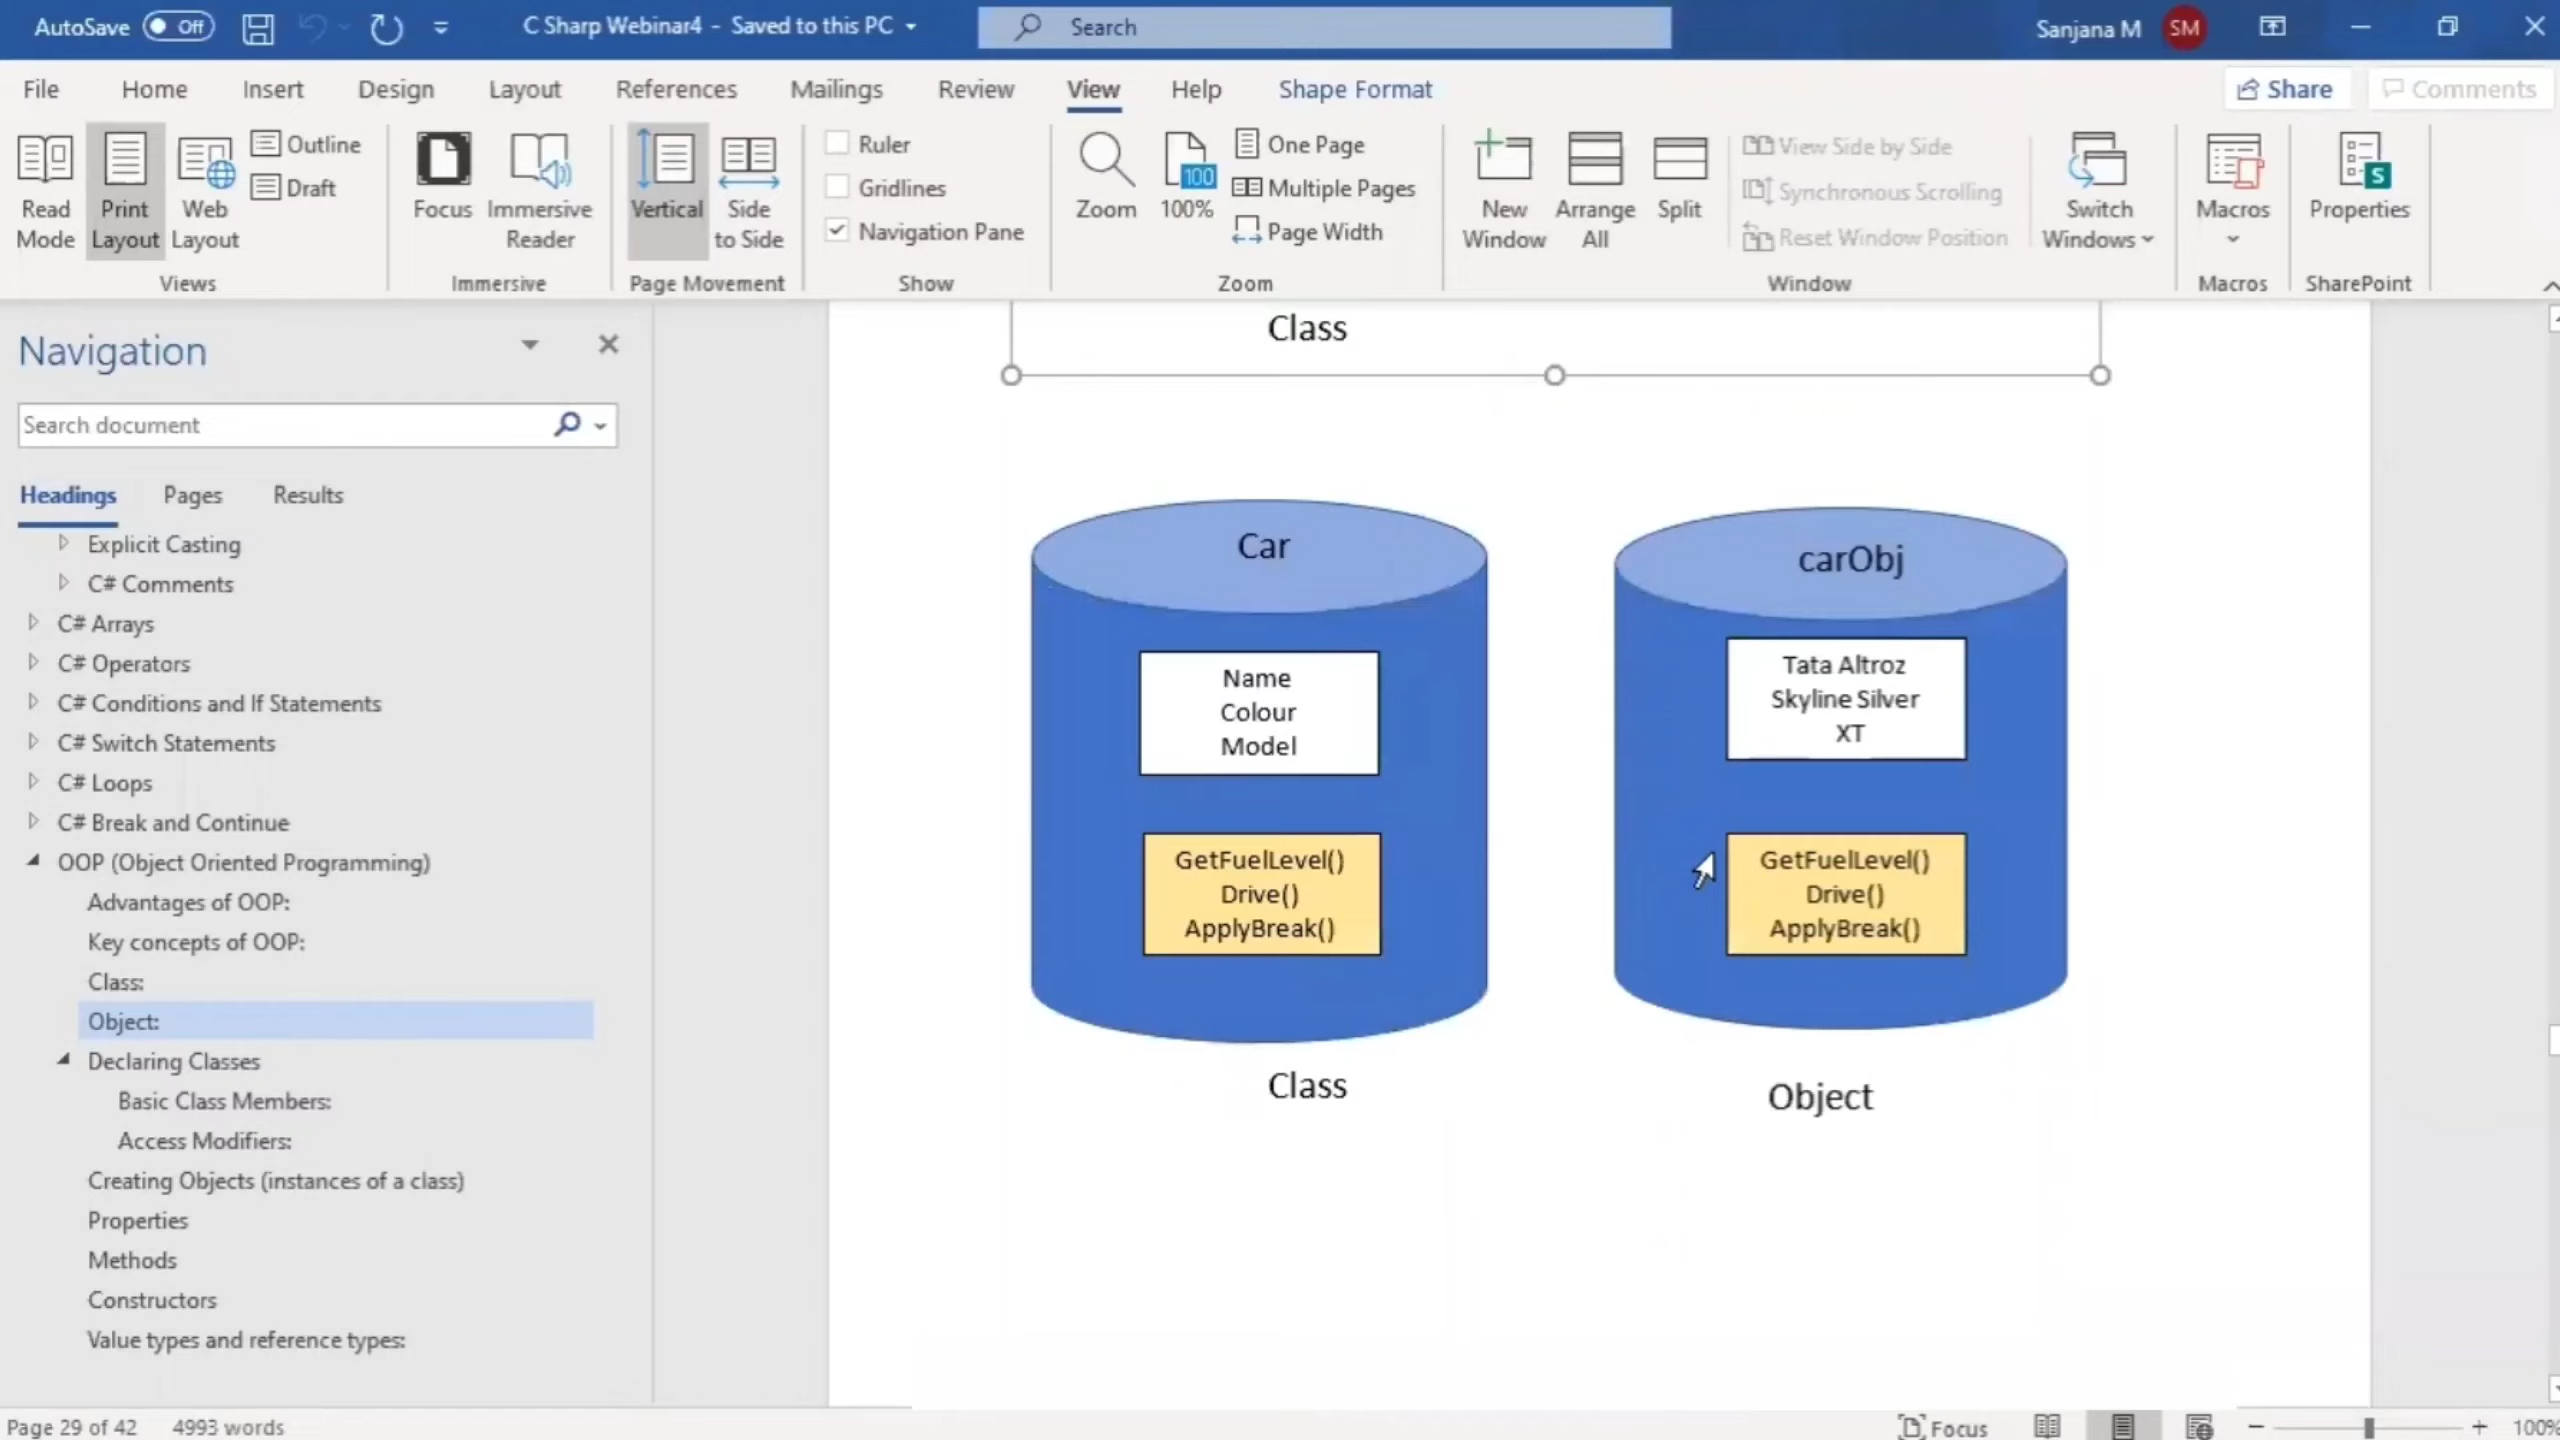 AutoSave Off C Sharp Webinar4 - Saved to this PC Search Sanjana M SM
File Home Insert Design Layout References Mailings Review View Help Shape Format Share Comments
Read Mode
Print Layout
Web Layout
Outline
Draft
Views
Focus
Immersive Reader
Immersive
Vertical
Side to Side
Page Movement
Ruler
Gridlines
Navigation Pane
Show
Zoom
100
100%
One Page
Multiple Pages
Page Width
Zoom
New Window
Arrange All
Split
View Side by Side
Synchronous Scrolling
Reset Window Position
Switch Windows
Window
Macros
Macros
S
Properties
SharePoint
Navigation
Search document
Headings Pages Results
Explicit Casting
C# Comments
C# Arrays
C# Operators
C# Conditions and If Statements
C# Switch Statements
C# Loops
C# Break and Continue
OOP (Object Oriented Programming)
Advantages of OOP:
Key concepts of OOP:
Class:
Object:
Declaring Classes
Basic Class Members:
Access Modifiers:
Creating Objects (instances of a class)
Properties
Methods
Constructors
Value types and reference types:
Class
Car
Name
Colour
Model
GetFuelLevel()
Drive()
ApplyBreak()
Class
carObj
Tata Altroz
Skyline Silver
XT
GetFuelLevel()
Drive()
ApplyBreak()
Object
Page 29 of 42 4993 words Focus 100%